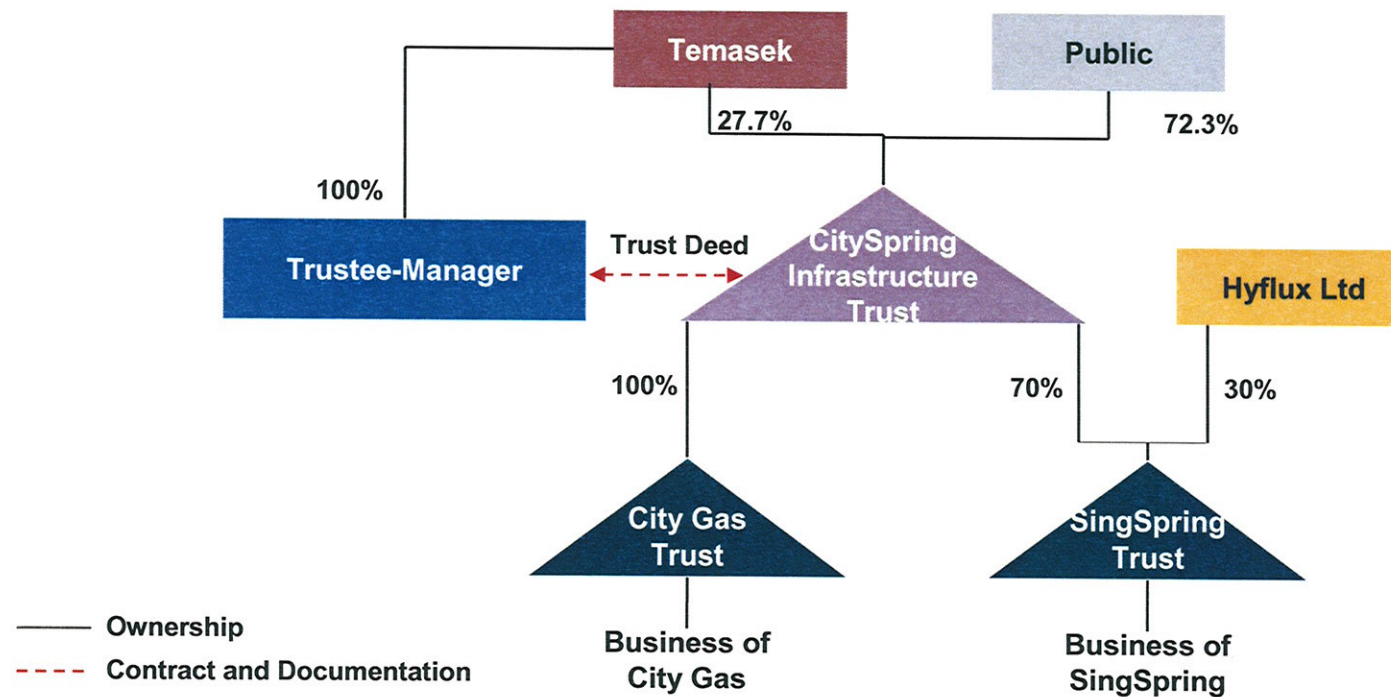 Temasek
Public
27.7%
72.3%
100%
Trustee-Manager
Trust Deed
CitySpring
Infrastructure
Trust
Hyflux Ltd
100%
70%
30%
City Gas
Trust
SingSpring
Trust
Business of
City Gas
Business of
SingSpring
Ownership
Contract and Documentation